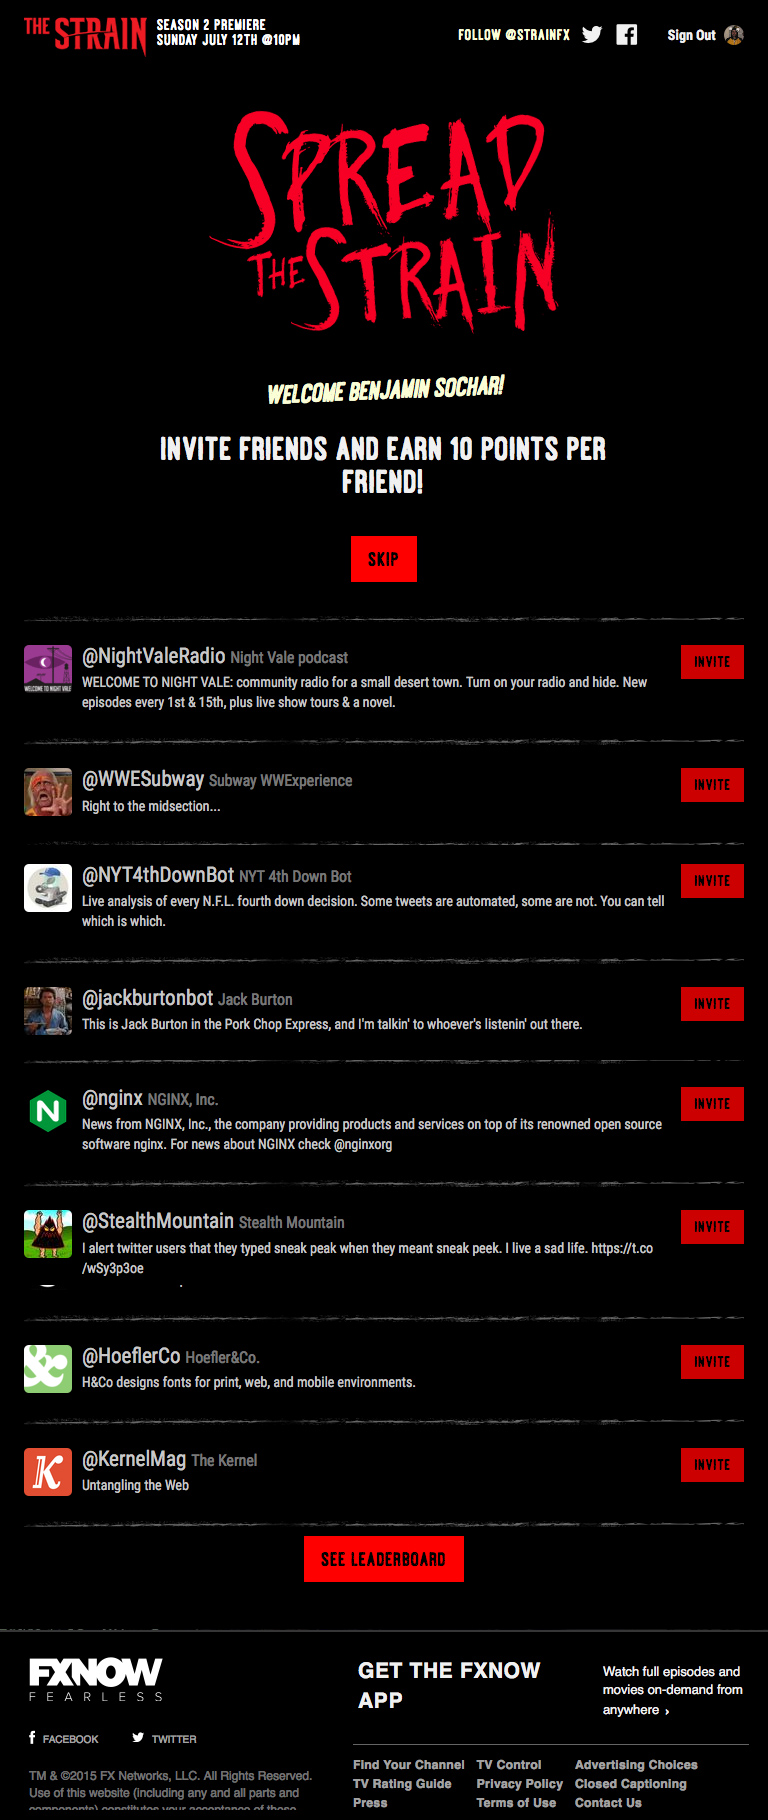 THE STRAIN
SEASON 2 PREMIERE
SUNDAY JULY 12TH @10PM
FOLLOW @STRAINFX
Sign Out
SPREAD
THE STRAIN
WELCOME BENJAMIN SOCHAR!
INVITE FRIENDS AND EARN 10 POINTS PER
FRIEND!
SKIP
@NightValeRadio Night Vale podcast
INVITE
WELCOME TO NIGHT VALE: community radio for a small desert town. Turn on your radio and hide. New
episodes every 1st & 15th, plus live show tours & a novel.
WELCOME TO NIGHT VALE
@WWESubway Subway WWExperience
INVITE
Right to the midsection...
@NYT4thDownBot NYT 4th Down Bot
INVITE
Live analysis of every N.F.L. fourth down decision. Some tweets are automated, some are not. You can tell
which is which.
@jackburtonbot Jack Burton
INVITE
This is Jack Burton in the Pork Chop Express, and I'm talkin' to whoever's listenin' out there.
N
@nginx NGINX, Inc.
INVITE
News from NGINX, Inc., the company providing products and services on top of its renowned open source
software nginx. For news about NGINX check @nginxorg
@StealthMountain Stealth Mountain
INVITE
I alert twitter users that they typed sneak peak when they meant sneak peek. I live a sad life. https://t.co
/wSy3p3oe
&
@HoeflerCo Hoefler&Co.
INVITE
H&Co designs fonts for print, web, and mobile environments.
K
@KernelMag The Kernel
INVITE
Untangling the Web
SEE LEADERBOARD
FXNOW
FEARLESS
FACEBOOK
TWITTER
TM & ©2015 FX Networks, LLC. All Rights Reserved.
Use of this website (including any and all parts and
components) constitutes your acceptance of these
GET THE FXNOW
APP
Watch full episodes and
movies on-demand from
anywhere ›
Find Your Channel TV Control Advertising Choices
TV Rating Guide Privacy Policy Closed Captioning
Press Terms of Use Contact Us